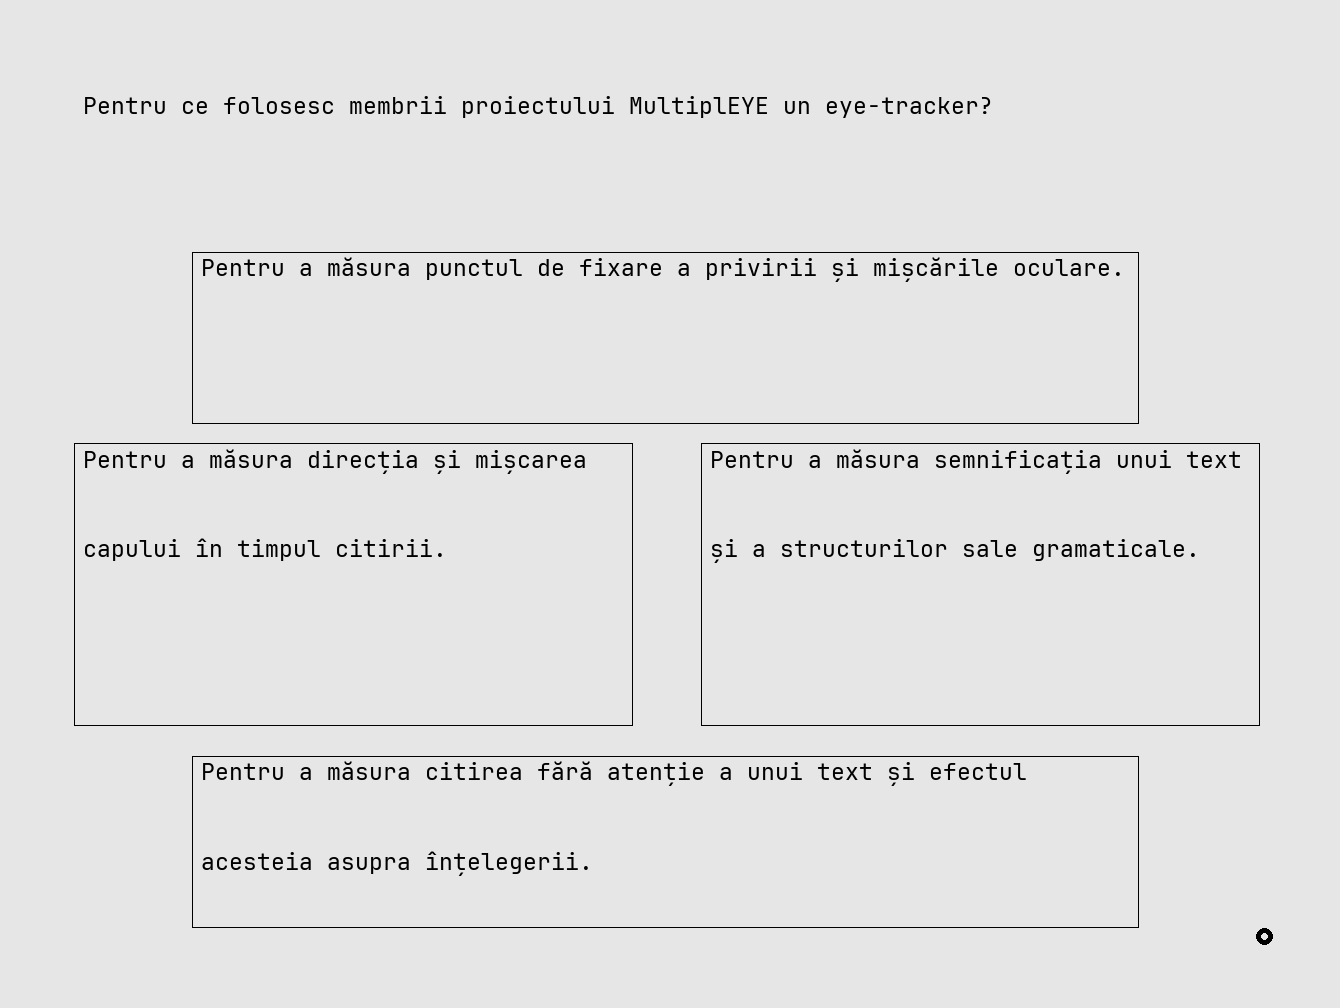 Pentru ce folosesc membrii proiectului MultiplEYE un eye-tracker?
Pentru a măsura punctul de fixare a privirii și mișcările oculare.
Pentru a măsura direcția și mișcarea
capului în timpul citirii.
Pentru a măsura semnificația unui text
și a structurilor sale gramaticale.
Pentru a măsura citirea fără atenție a unui text și efectul
acesteia asupra înțelegerii.